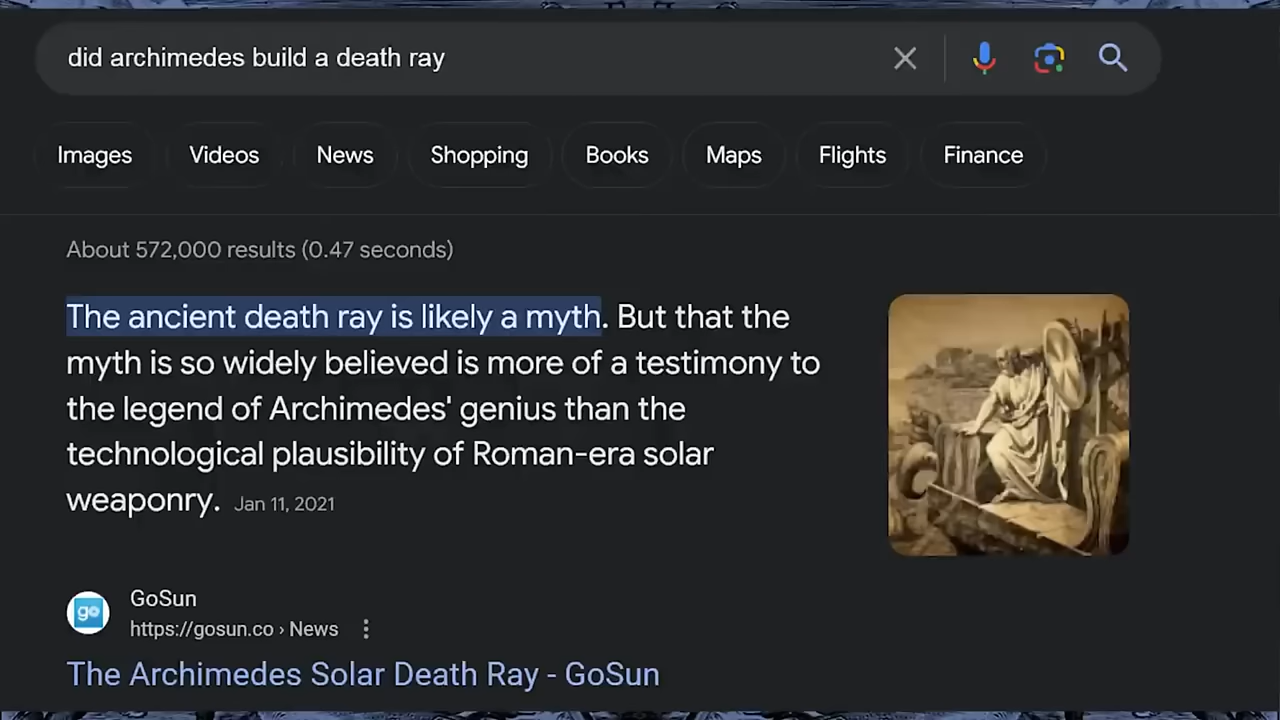 did archimedes build a death ray
Images Videos News Shopping Books Maps Flights Finance
About 572,000 results (0.47 seconds)
The ancient death ray is likely a myth. But that the
myth is so widely believed is more of a testimony to
the legend of Archimedes' genius than the
technological plausibility of Roman-era solar
weaponry. Jan 11, 2021
go
GoSun
https://gosun.co › News
The Archimedes Solar Death Ray - GoSun